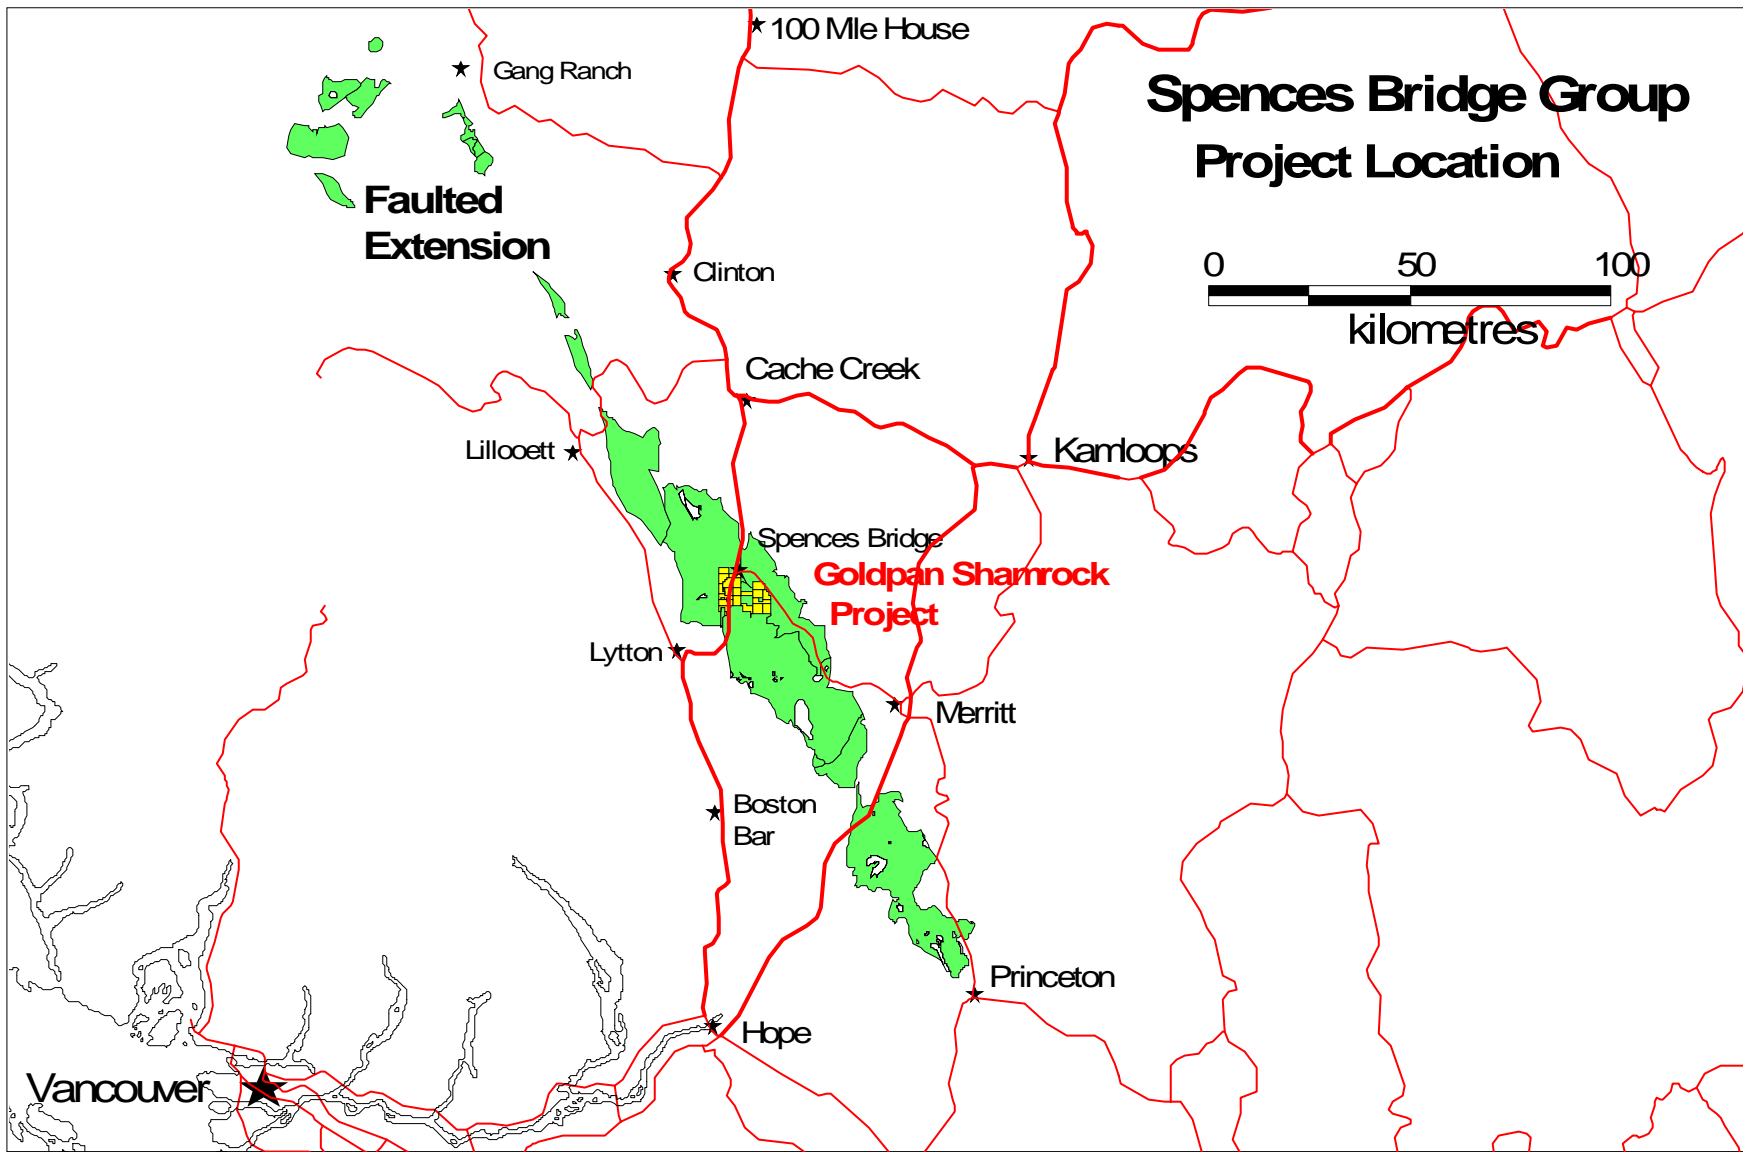 100 Mle House
Gang Ranch
Spences Bridge Group
Project Location
Faulted
Extension
0 50 100
kilometres
Clinton
Cache Creek
Lillooett
Kamloops
Spences Bridge
Goldpan Shamrock
Project
Lytton
Merritt
Boston
Bar
Princeton
Hope
Vancouver